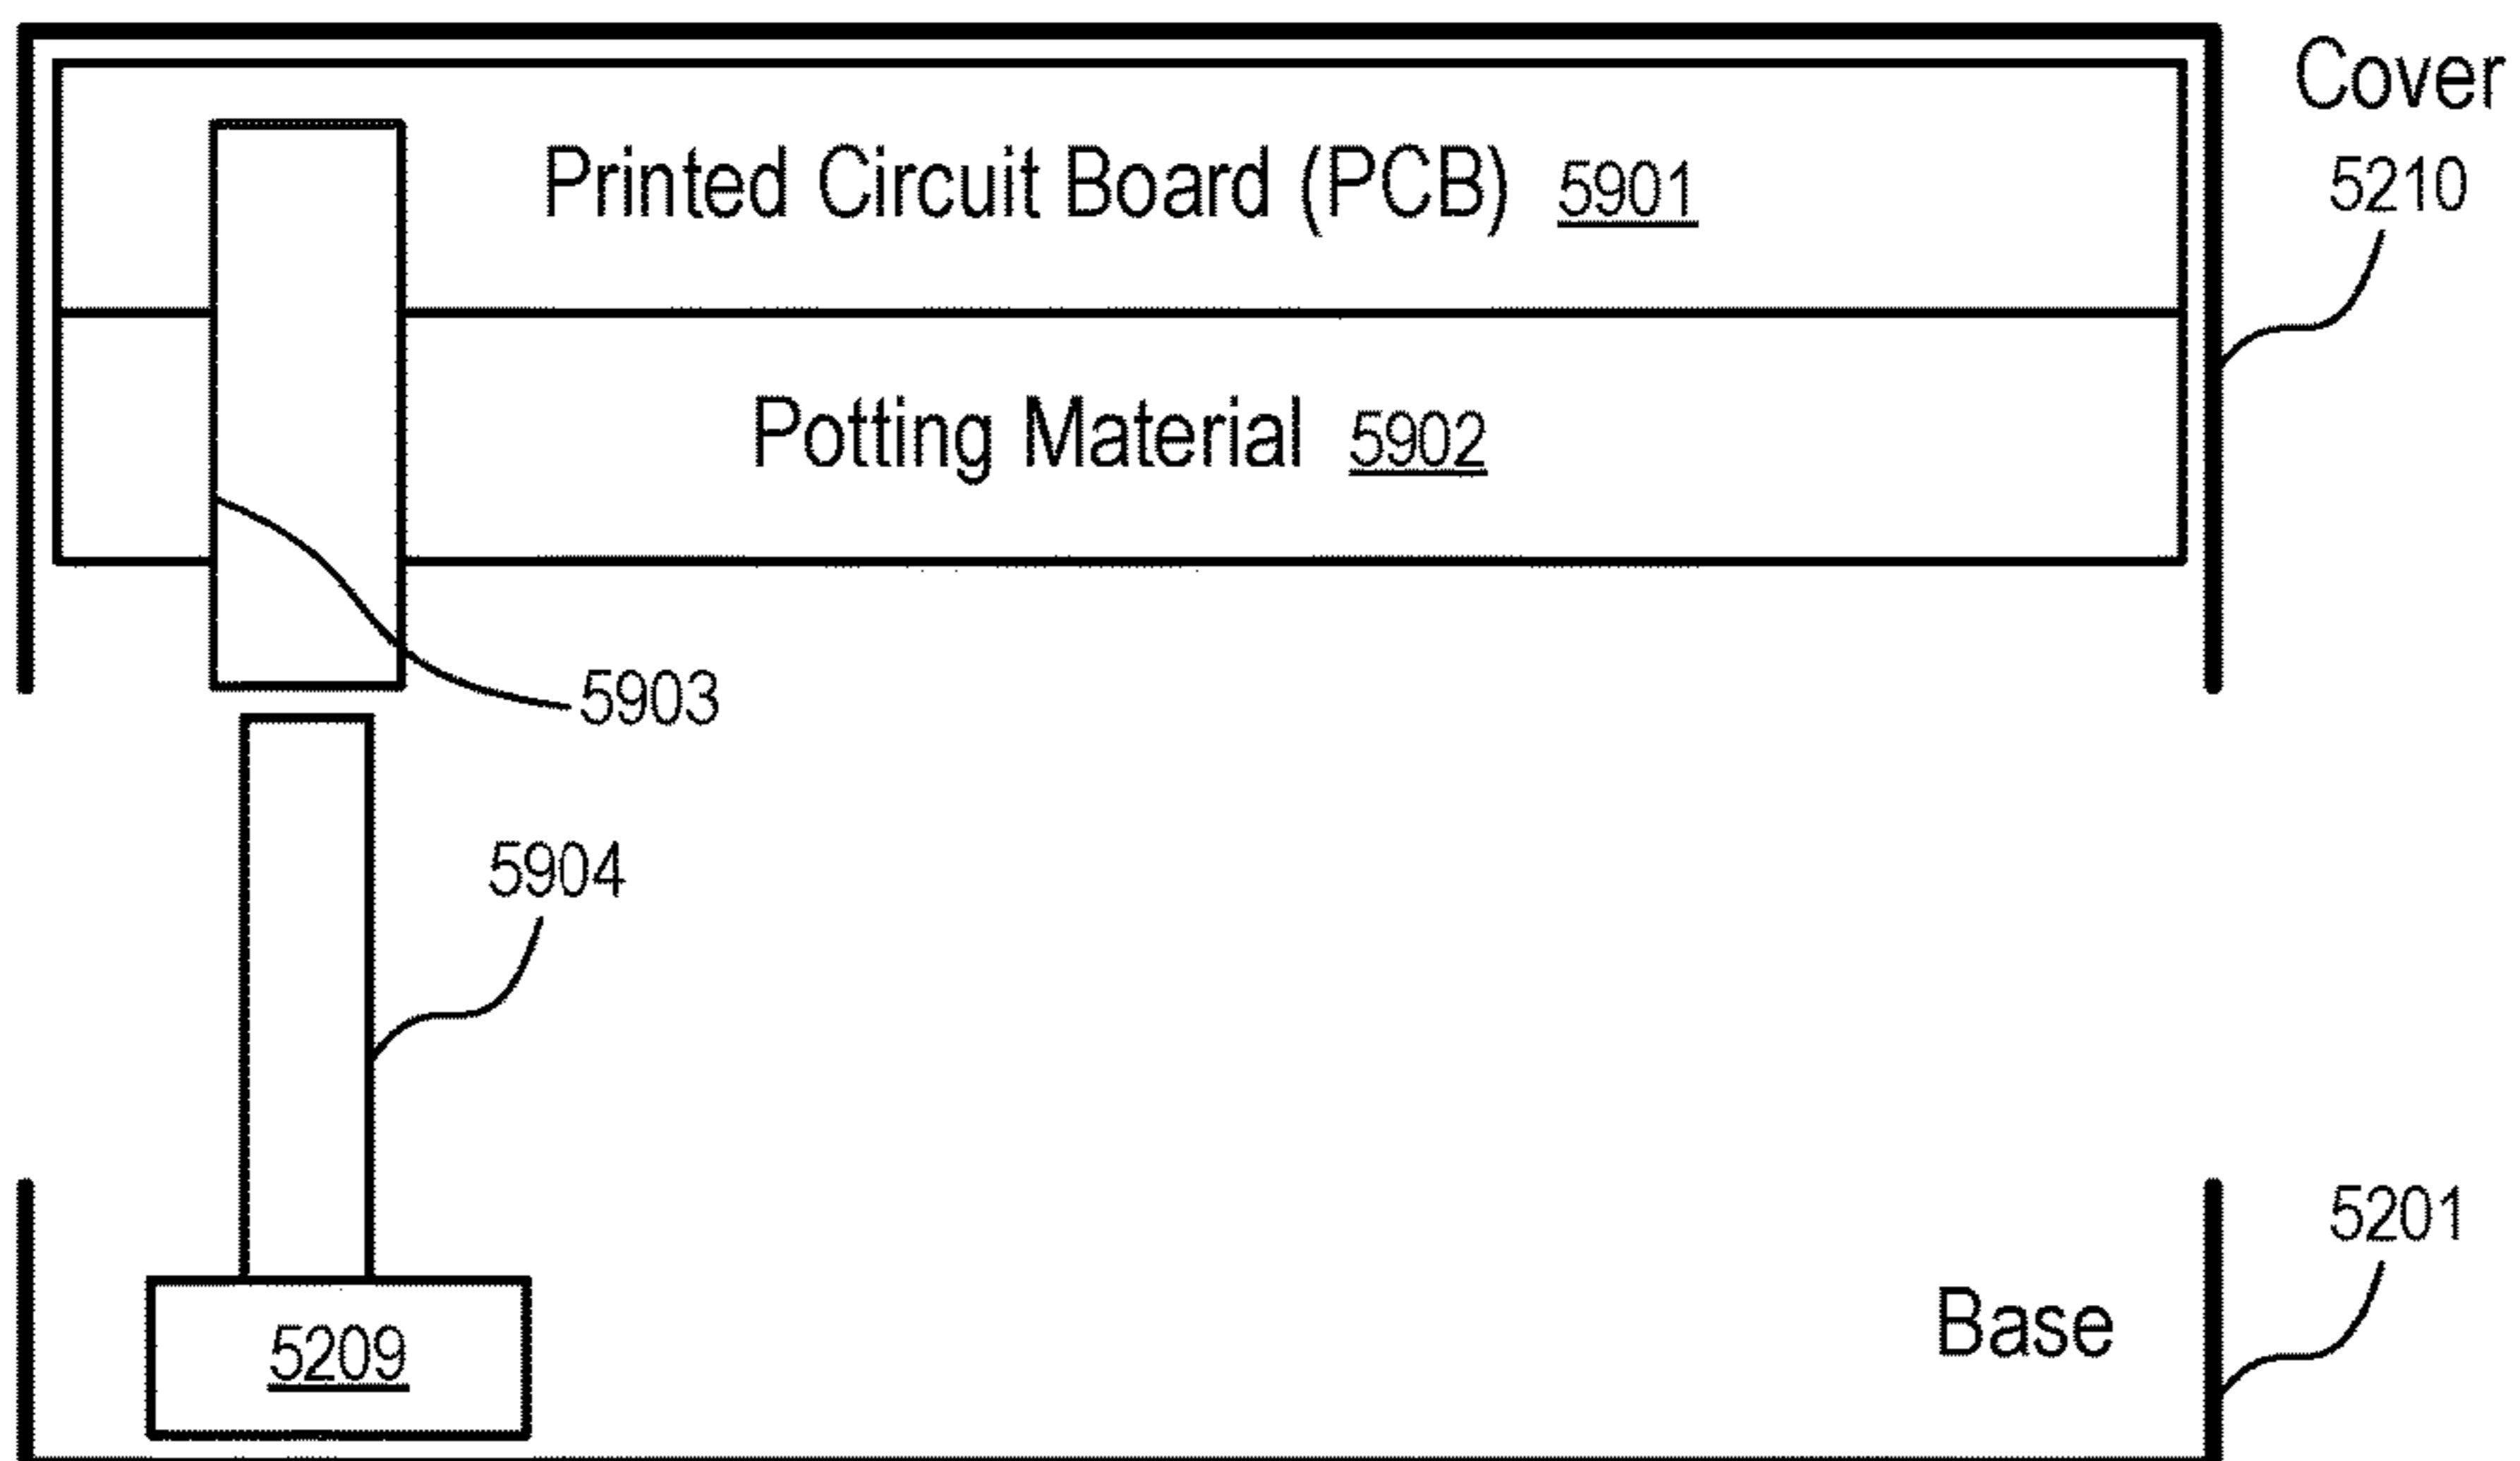 Cover
5210
Printed Circuit Board (PCB) 5901
Potting Material 5902
5903
5904
5201
Base
5209